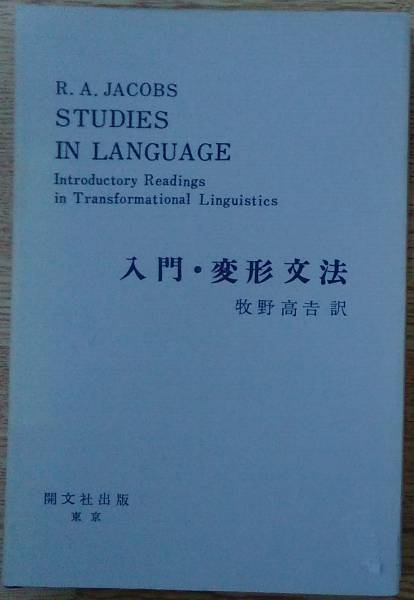 R. A. JACOBS
STUDIES
IN LANGUAGE
Introductory Readings
in Transformational Linguistics
入門・変形文法
牧野高吉訳
開文社出版
東京